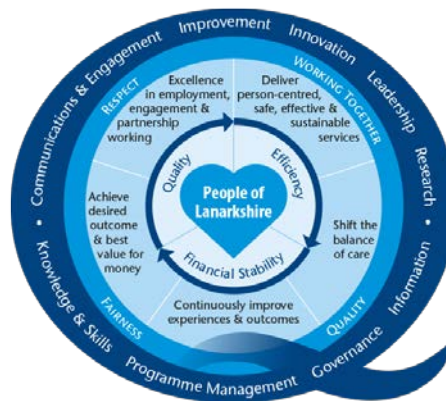 Communications & Engagement
Improvement
Innovation
Leadership
Research
Information
Governance
Programme Management
Knowledge & Skills
RESPECT
WORKING TOGETHER
QUALITY
FAIRNESS
Excellence
in employment,
engagement &
partnership
working
Deliver
person-centred,
safe, effective &
sustainable
services
Shift the
balance
of care
Continuously improve
experiences & outcomes
Achieve
desired
outcome
& best
value for
money
Quality
Efficiency
Financial Stability
People of
Lanarkshire